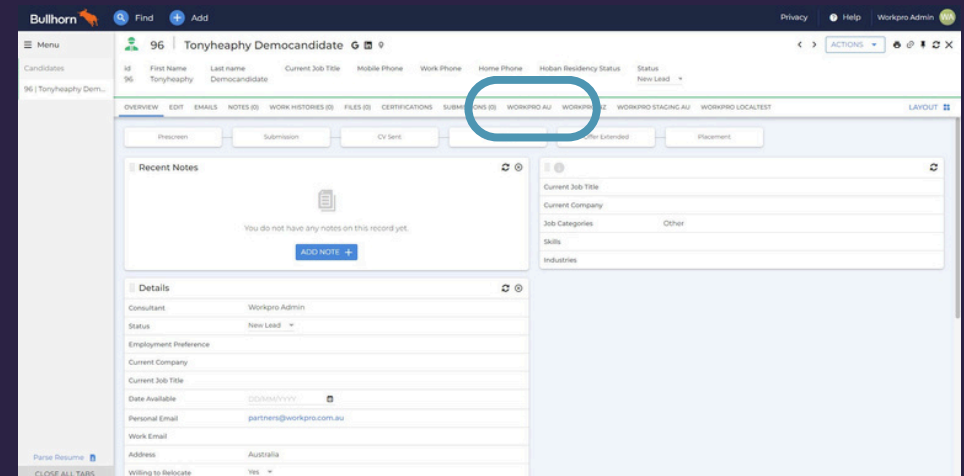 Bullhorn Find Add Privacy Help Workpro Admin WA
Menu
96 Tonyheaphy Democandidate
ACTIONS
Candidates
Id First Name Last name Current Job Title Mobile Phone Work Phone Home Phone Hoban Residency Status Status
96 Tonyheaphy Democandidate New Lead
96 | Tonyheaphy Dem...
OVERVIEW EDIT EMAILS NOTES (0) WORK HISTORIES (0) FILES (0) CERTIFICATIONS SUBMISSIONS (0) WORKPRO AU WORKPRO NZ WORKPRO STAGING AU WORKPRO LOCALTEST LAYOUT
Prescreen Submission CV Sent Offer Extended Placement
Recent Notes
You do not have any notes on this record yet.
ADD NOTE +
Current Job Title
Current Company
Job Categories Other
Skills
Industries
Details
Consultant Workpro Admin
Status New Lead
Employment Preference
Current Company
Current Job Title
Date Available DD/MM/YYYY
Personal Email partners@workpro.com.au
Work Email
Address Australia
Willing to Relocate Yes
Parse Resume
CLOSE ALL TABS